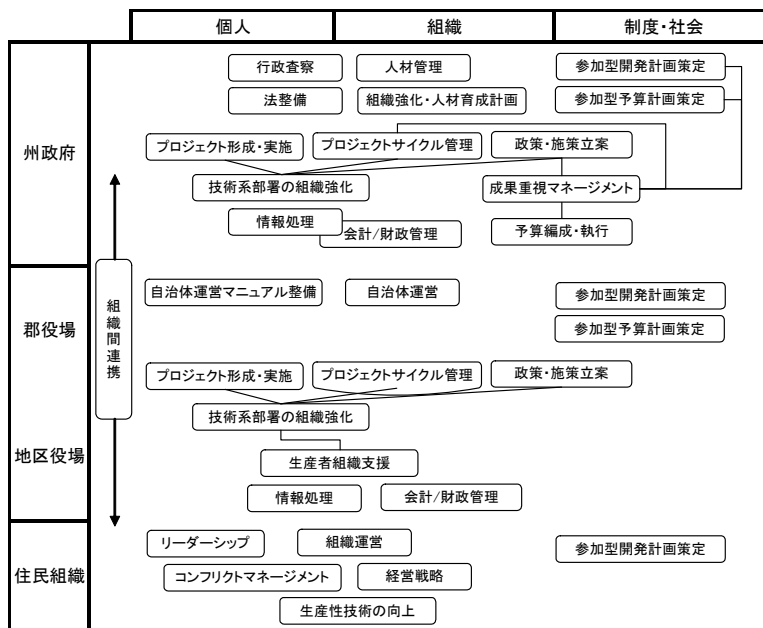 個人
組織
制度・社会
州政府
行政査察
人材管理
参加型開発計画策定
法整備
組織強化・人材育成計画
参加型予算計画策定
プロジェクト形成・実施
プロジェクトサイクル管理
政策・施策立案
技術系部署の組織強化
成果重視マネージメント
情報処理
会計/財政管理
予算編成・執行
組織間連携
郡役場
自治体運営マニュアル整備
自治体運営
参加型開発計画策定
参加型予算計画策定
プロジェクト形成・実施
プロジェクトサイクル管理
政策・施策立案
技術系部署の組織強化
地区役場
生産者組織支援
情報処理
会計/財政管理
住民組織
リーダーシップ
組織運営
参加型開発計画策定
コンフリクトマネージメント
経営戦略
生産性技術の向上